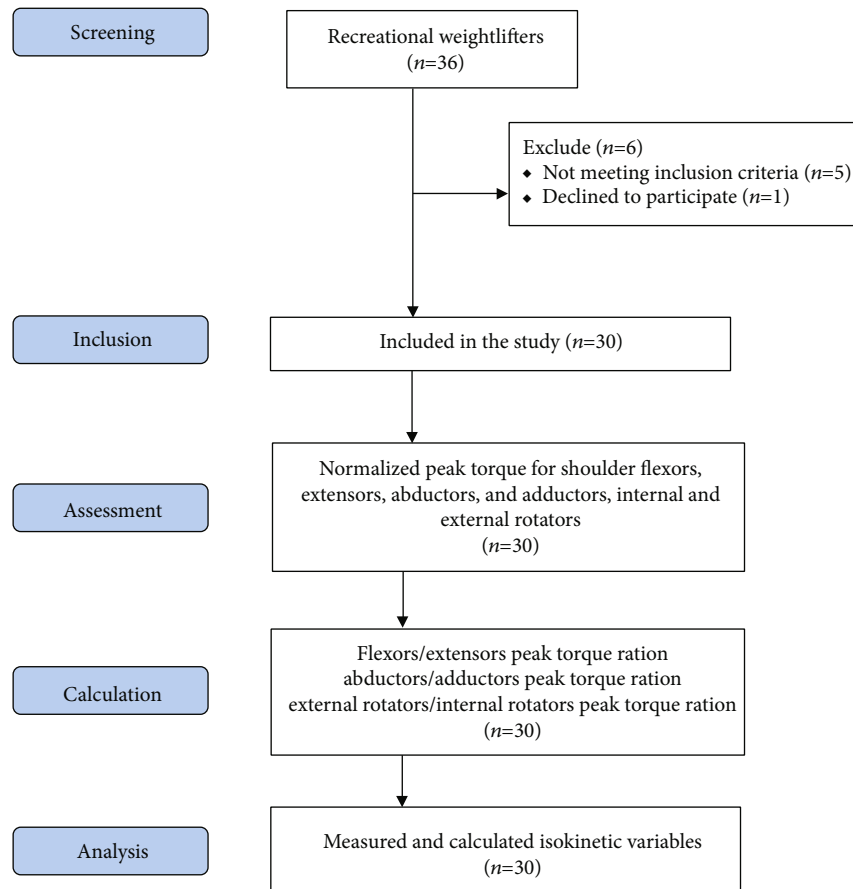 Screening
Recreational weightlifters
(n=36)
Exclude (n=6)
◆ Not meeting inclusion criteria (n=5)
◆ Declined to participate (n=1)
Inclusion
Included in the study (n=30)
Assessment
Normalized peak torque for shoulder flexors,
extensors, abductors, and adductors, internal and
external rotators
(n=30)
Calculation
Flexors/extensors peak torque ration
abductors/adductors peak torque ration
external rotators/internal rotators peak torque ration
(n=30)
Analysis
Measured and calculated isokinetic variables
(n=30)